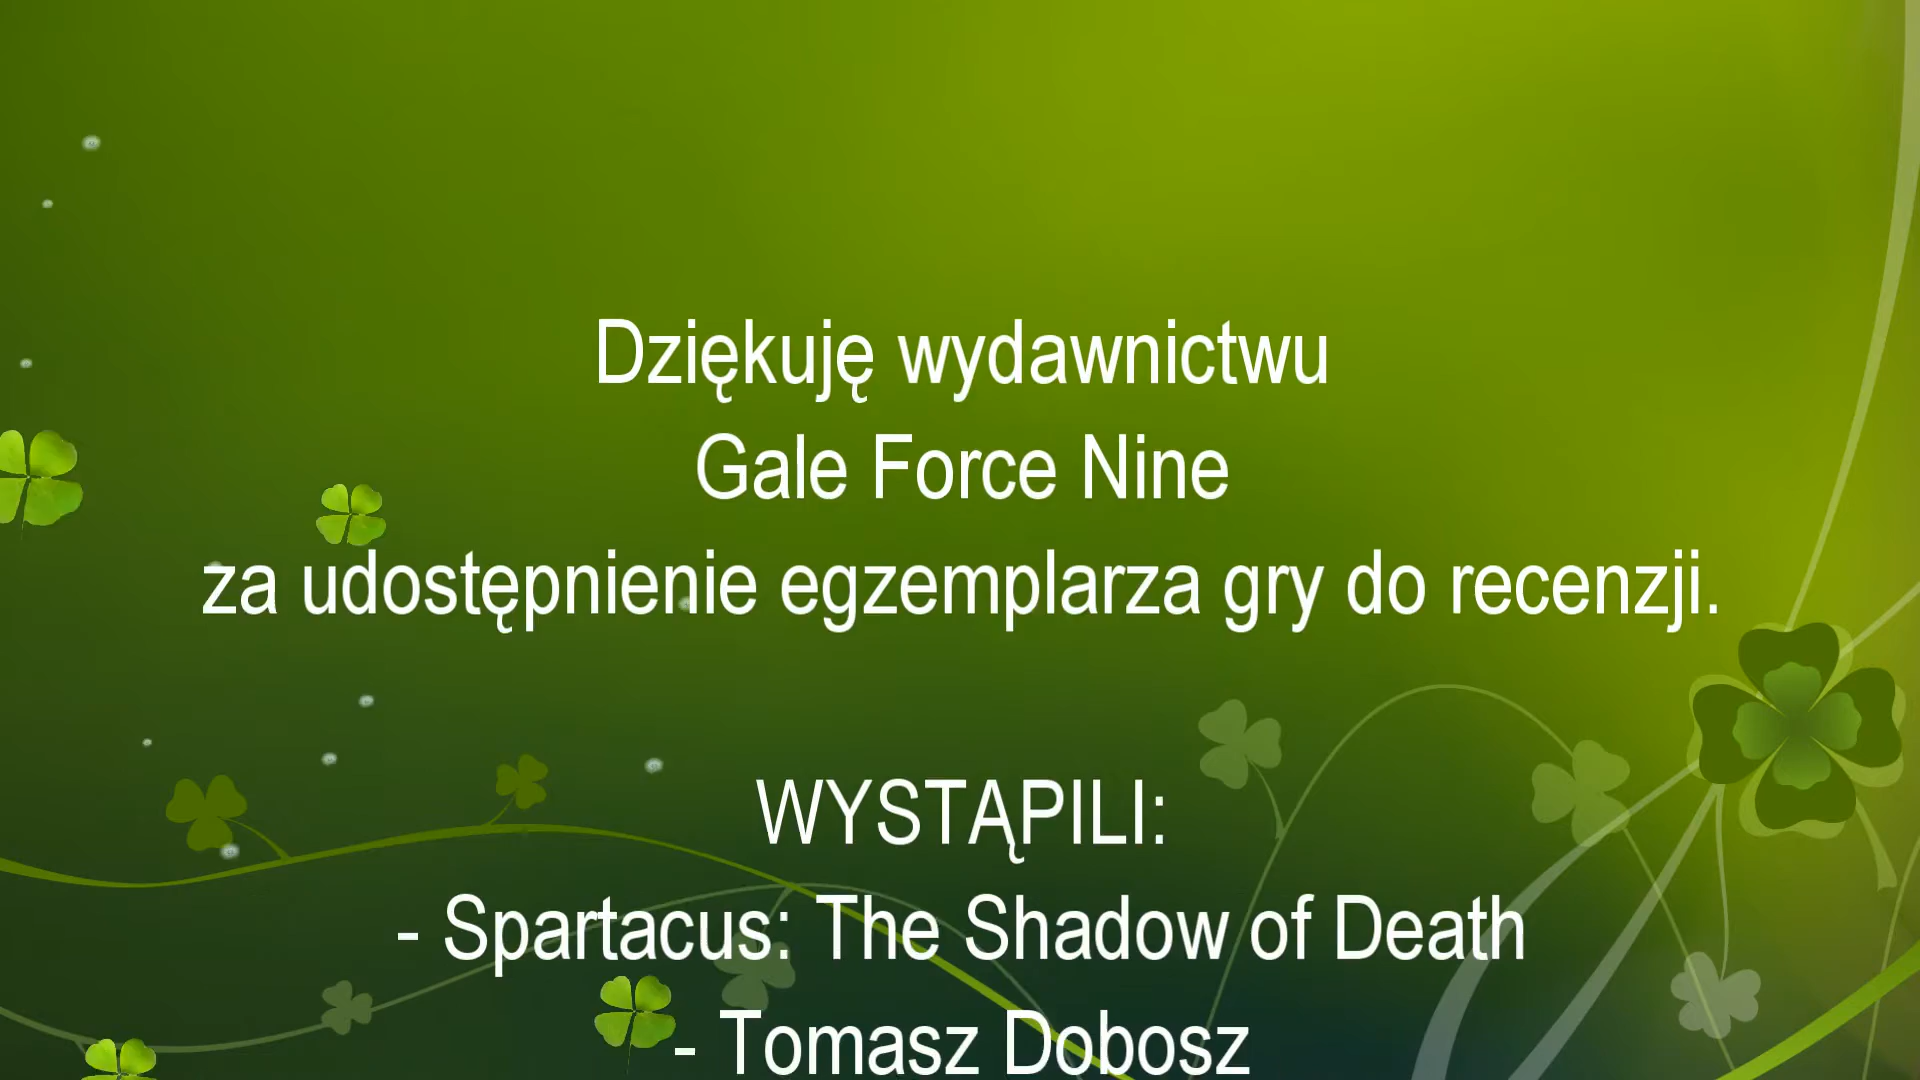 Dziękuję wydawnictwu
Gale Force Nine
za udostępnienie egzemplarza gry do recenzji.
WYSTĄPILI:
- Spartacus: The Shadow of Death
- Tomasz Dobosz